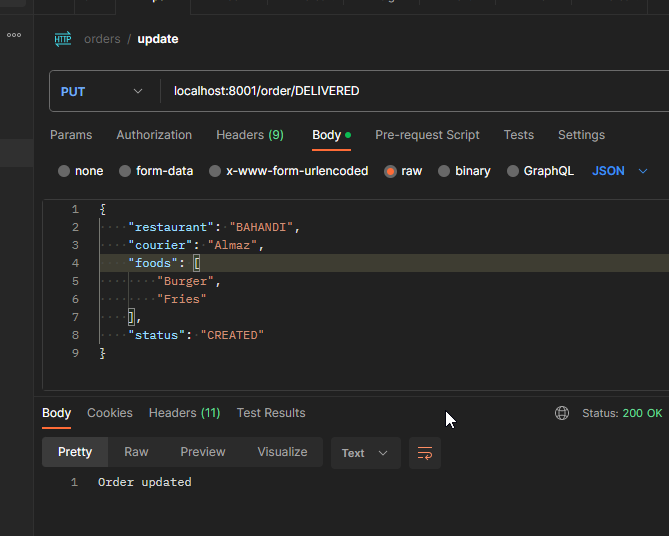 HTTP orders / update
PUT localhost:8001/order/DELIVERED
Params Authorization Headers (9) Body Pre-request Script Tests Settings
none form-data x-www-form-urlencoded raw binary GraphQL JSON
1 {
2 "restaurant": "BAHANDI",
3 "courier": "Almaz",
4 "foods": [
5 "Burger",
6 "Fries"
7 ],
8 "status": "CREATED"
9 }
Body Cookies Headers (11) Test Results Status: 200 OK
Pretty Raw Preview Visualize Text
1 Order updated